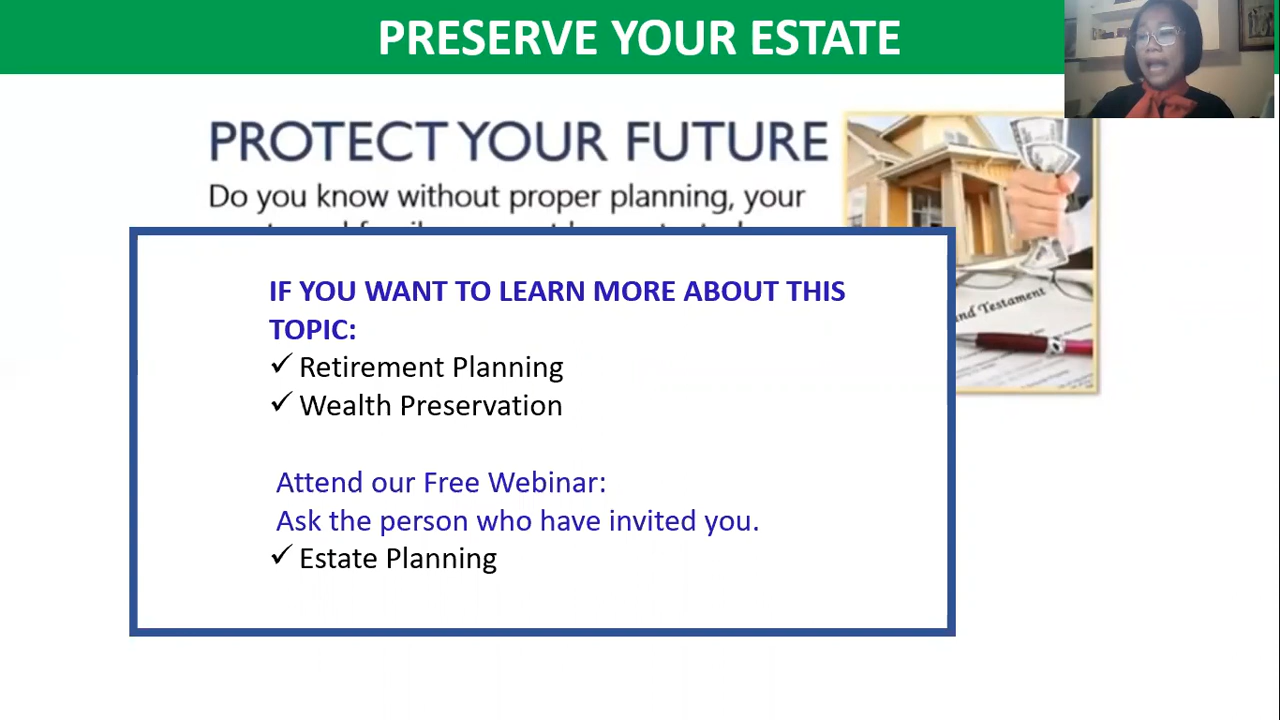 PRESERVE YOUR ESTATE
PROTECT YOUR FUTURE
Do you know without proper planning, your
IF YOU WANT TO LEARN MORE ABOUT THIS
TOPIC:
✓ Retirement Planning
✓ Wealth Preservation
Attend our Free Webinar:
Ask the person who have invited you.
✓ Estate Planning
Testament